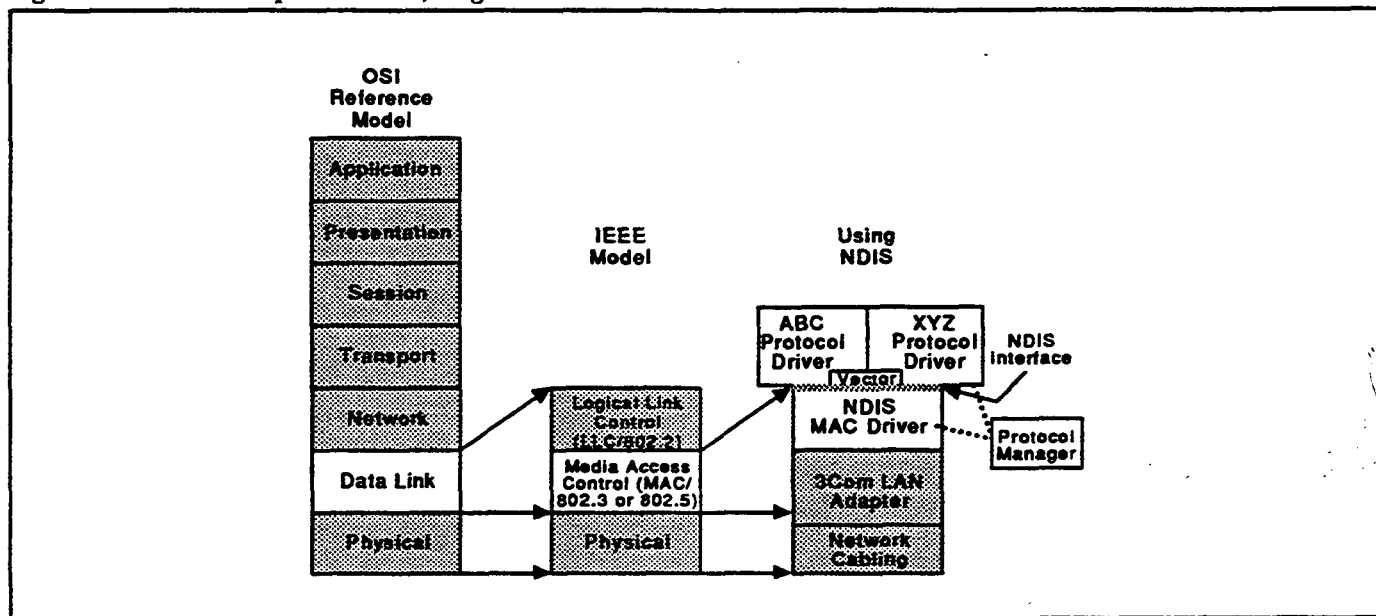 OSI
Reference
Model
Application
Presentation
Session
Transport
Network
Data Link
Physical
IEEE
Model
Logical Link
Control
(LLC/802.2)
Media Access
Control (MAC/
802.3 or 802.5)
Physical
Using
NDIS
ABC
Protocol
Driver
XYZ
Protocol
Driver
Vector
NDIS
Interface
NDIS
MAC Driver
Protocol
Manager
3Com LAN
Adapter
Network
Cabling